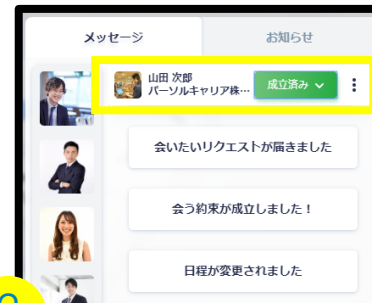 メッセージ
お知らせ
山田 次郎
パーソルキャリア株…
成立済み
会いたいリクエストが届きました
会う約束が成立しました！
日程が変更されました